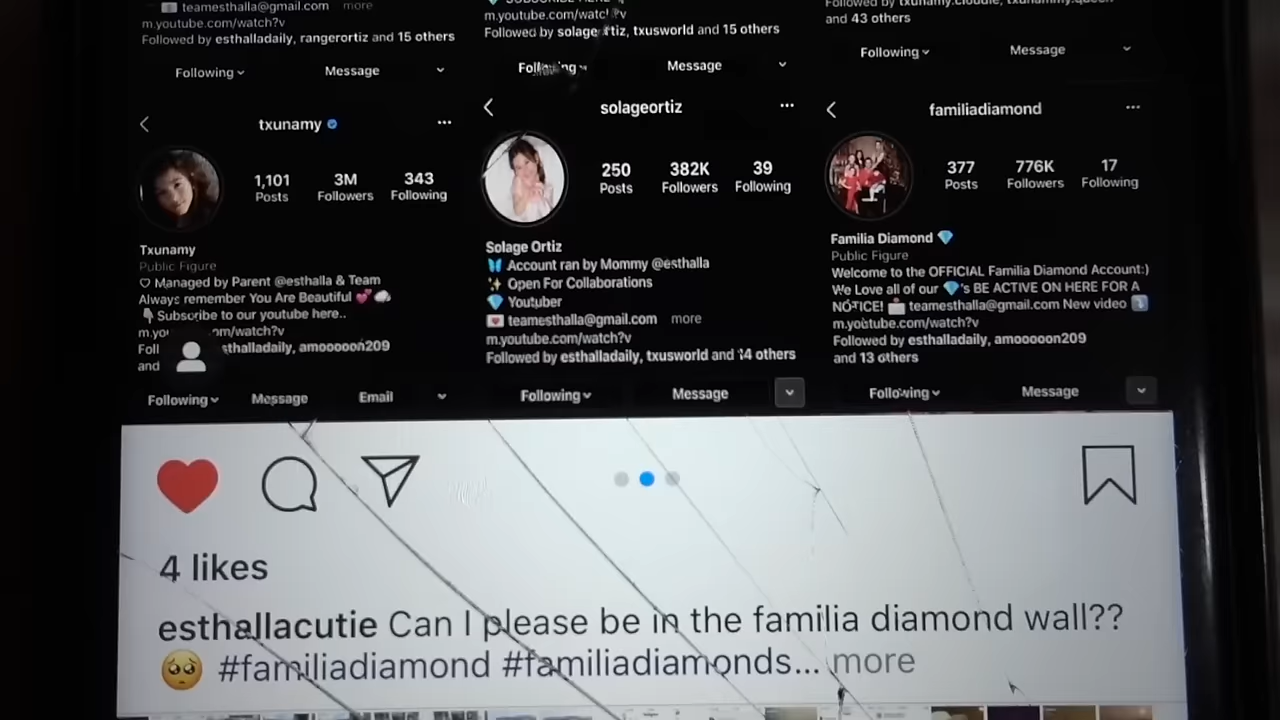 teamesthalla@gmail.com more
m.youtube.com/watch?v
Followed by esthalladaily, rangerortiz and 15 others
Following
Message
m.youtube.com/watch?v
Followed by solageortiz, txusworld and 15 others
Following
Message
and 43 others
Following
Message
txunamy
1,101
Posts
3M
Followers
343
Following
Txunamy
Public Figure
Managed by Parent @esthalla & Team
Always remember You Are Beautiful 💕☁️
👇Subscribe to our youtube here..
m.you om/watch?v
Foll sthalladaily, amooooon209
and
Following
Message
Email
solageortiz
250
Posts
382K
Followers
39
Following
Solage Ortiz
🦋 Account ran by Mommy @esthalla
✨ Open For Collaborations
💎 Youtuber
💌 teamesthalla@gmail.com more
m.youtube.com/watch?v
Followed by esthalladaily, txusworld and 14 others
Following
Message
familiadiamond
377
Posts
776K
Followers
17
Following
Familia Diamond 💎
Public Figure
Welcome to the OFFICIAL Familia Diamond Account:)
We Love all of our 💎's BE ACTIVE ON HERE FOR A
NOTICE! 📩 teamesthalla@gmail.com New video ⤵️
m.youtube.com/watch?v
Followed by esthalladaily, amooooon209
and 13 others
Following
Message
4 likes
esthallacutie Can I please be in the familia diamond wall??
🥺 #familiadiamond #familiadiamonds... more